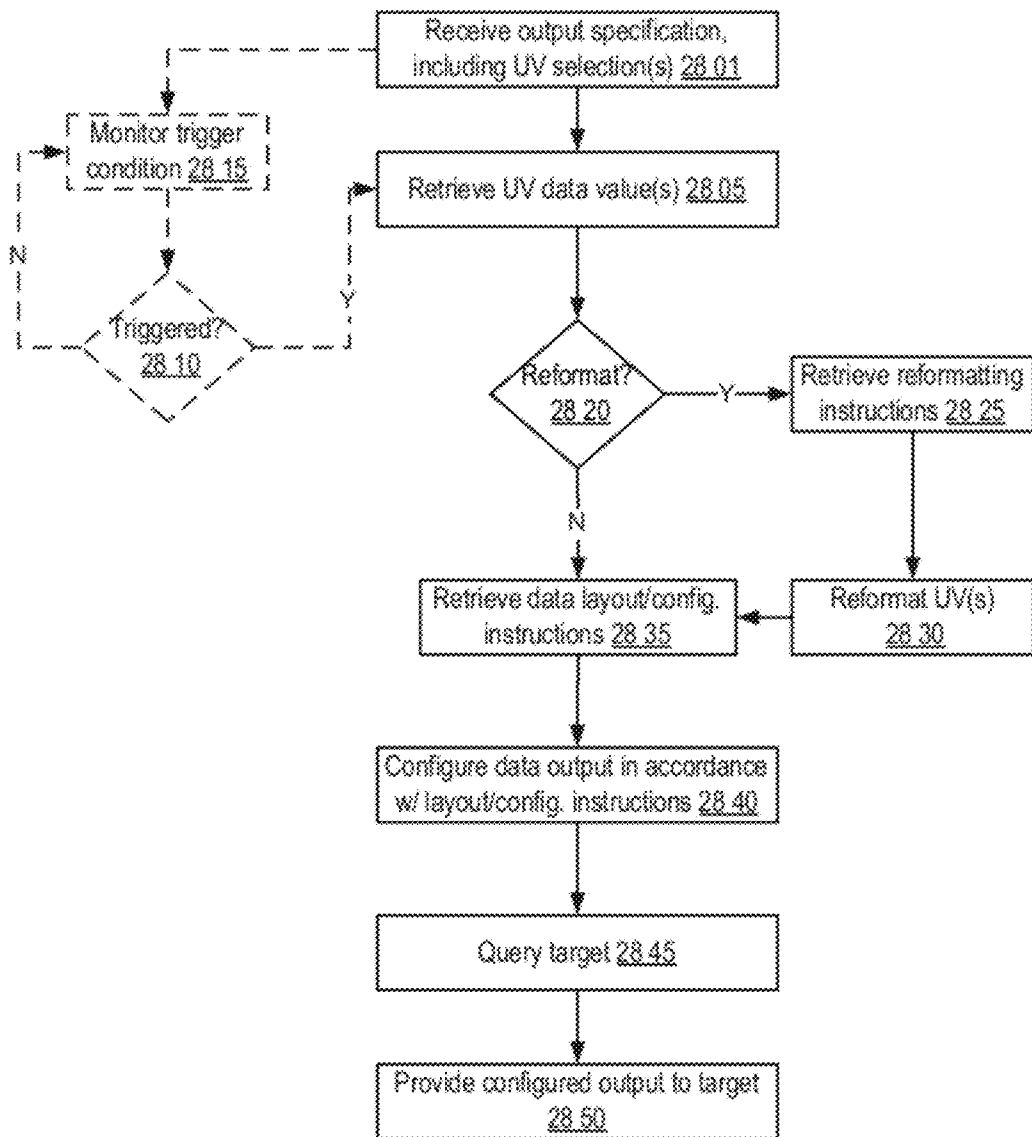 Receive output specification,
including UV selection(s) 28.01
Monitor trigger
condition 28.15
Retrieve UV data value(s) 28.05
N
Y
Triggered?
28.10
Reformat?
28.20
Y
Retrieve reformatting
instructions 28.25
N
Retrieve data layout/config.
instructions 28.35
Reformat UV(s)
28.30
Configure data output in accordance
w/ layout/config. instructions 28.40
Query target 28.45
Provide configured output to target
28.50